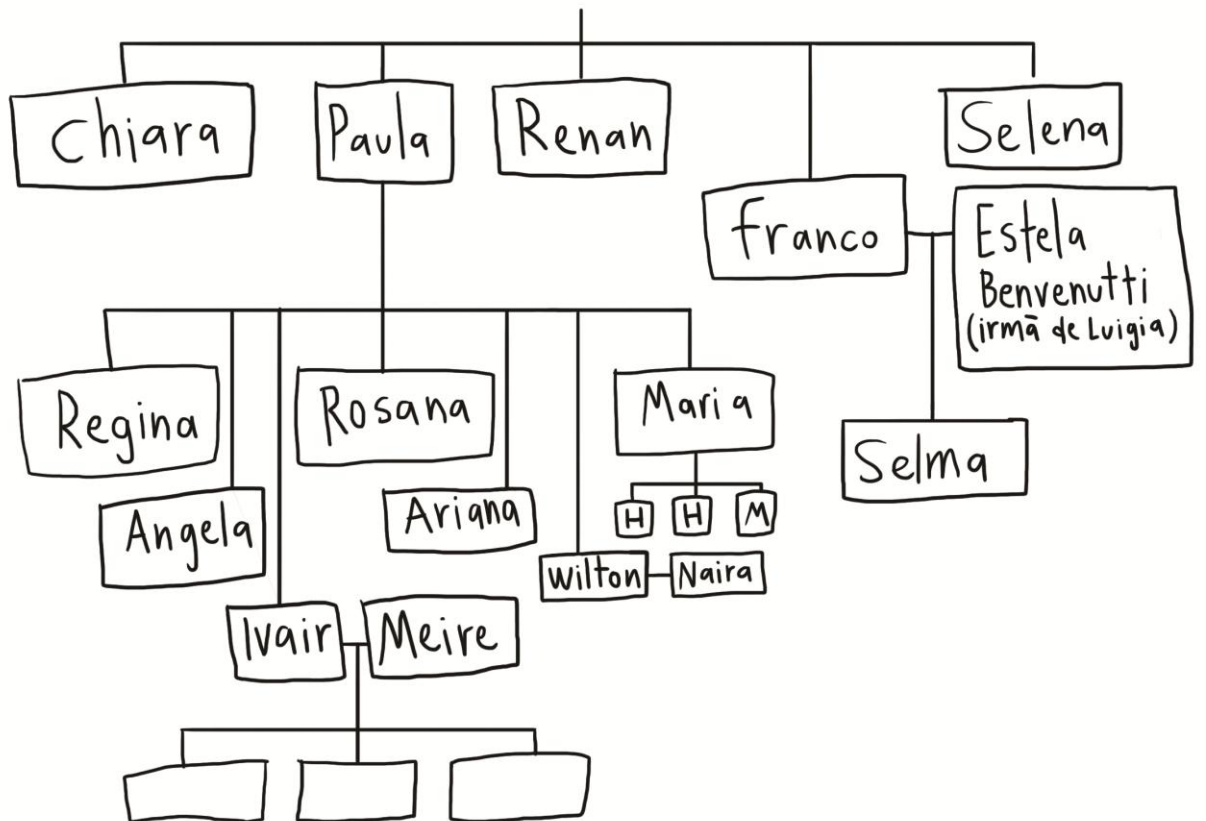 Chiara
Paula
Renan
Selena
Franco
Estela
Benvenutti
(irmã de Luigia)
Regina
Rosana
Maria
Selma
Angela
Ariana
H
H
M
Wilton
Naira
Ivair
Meire